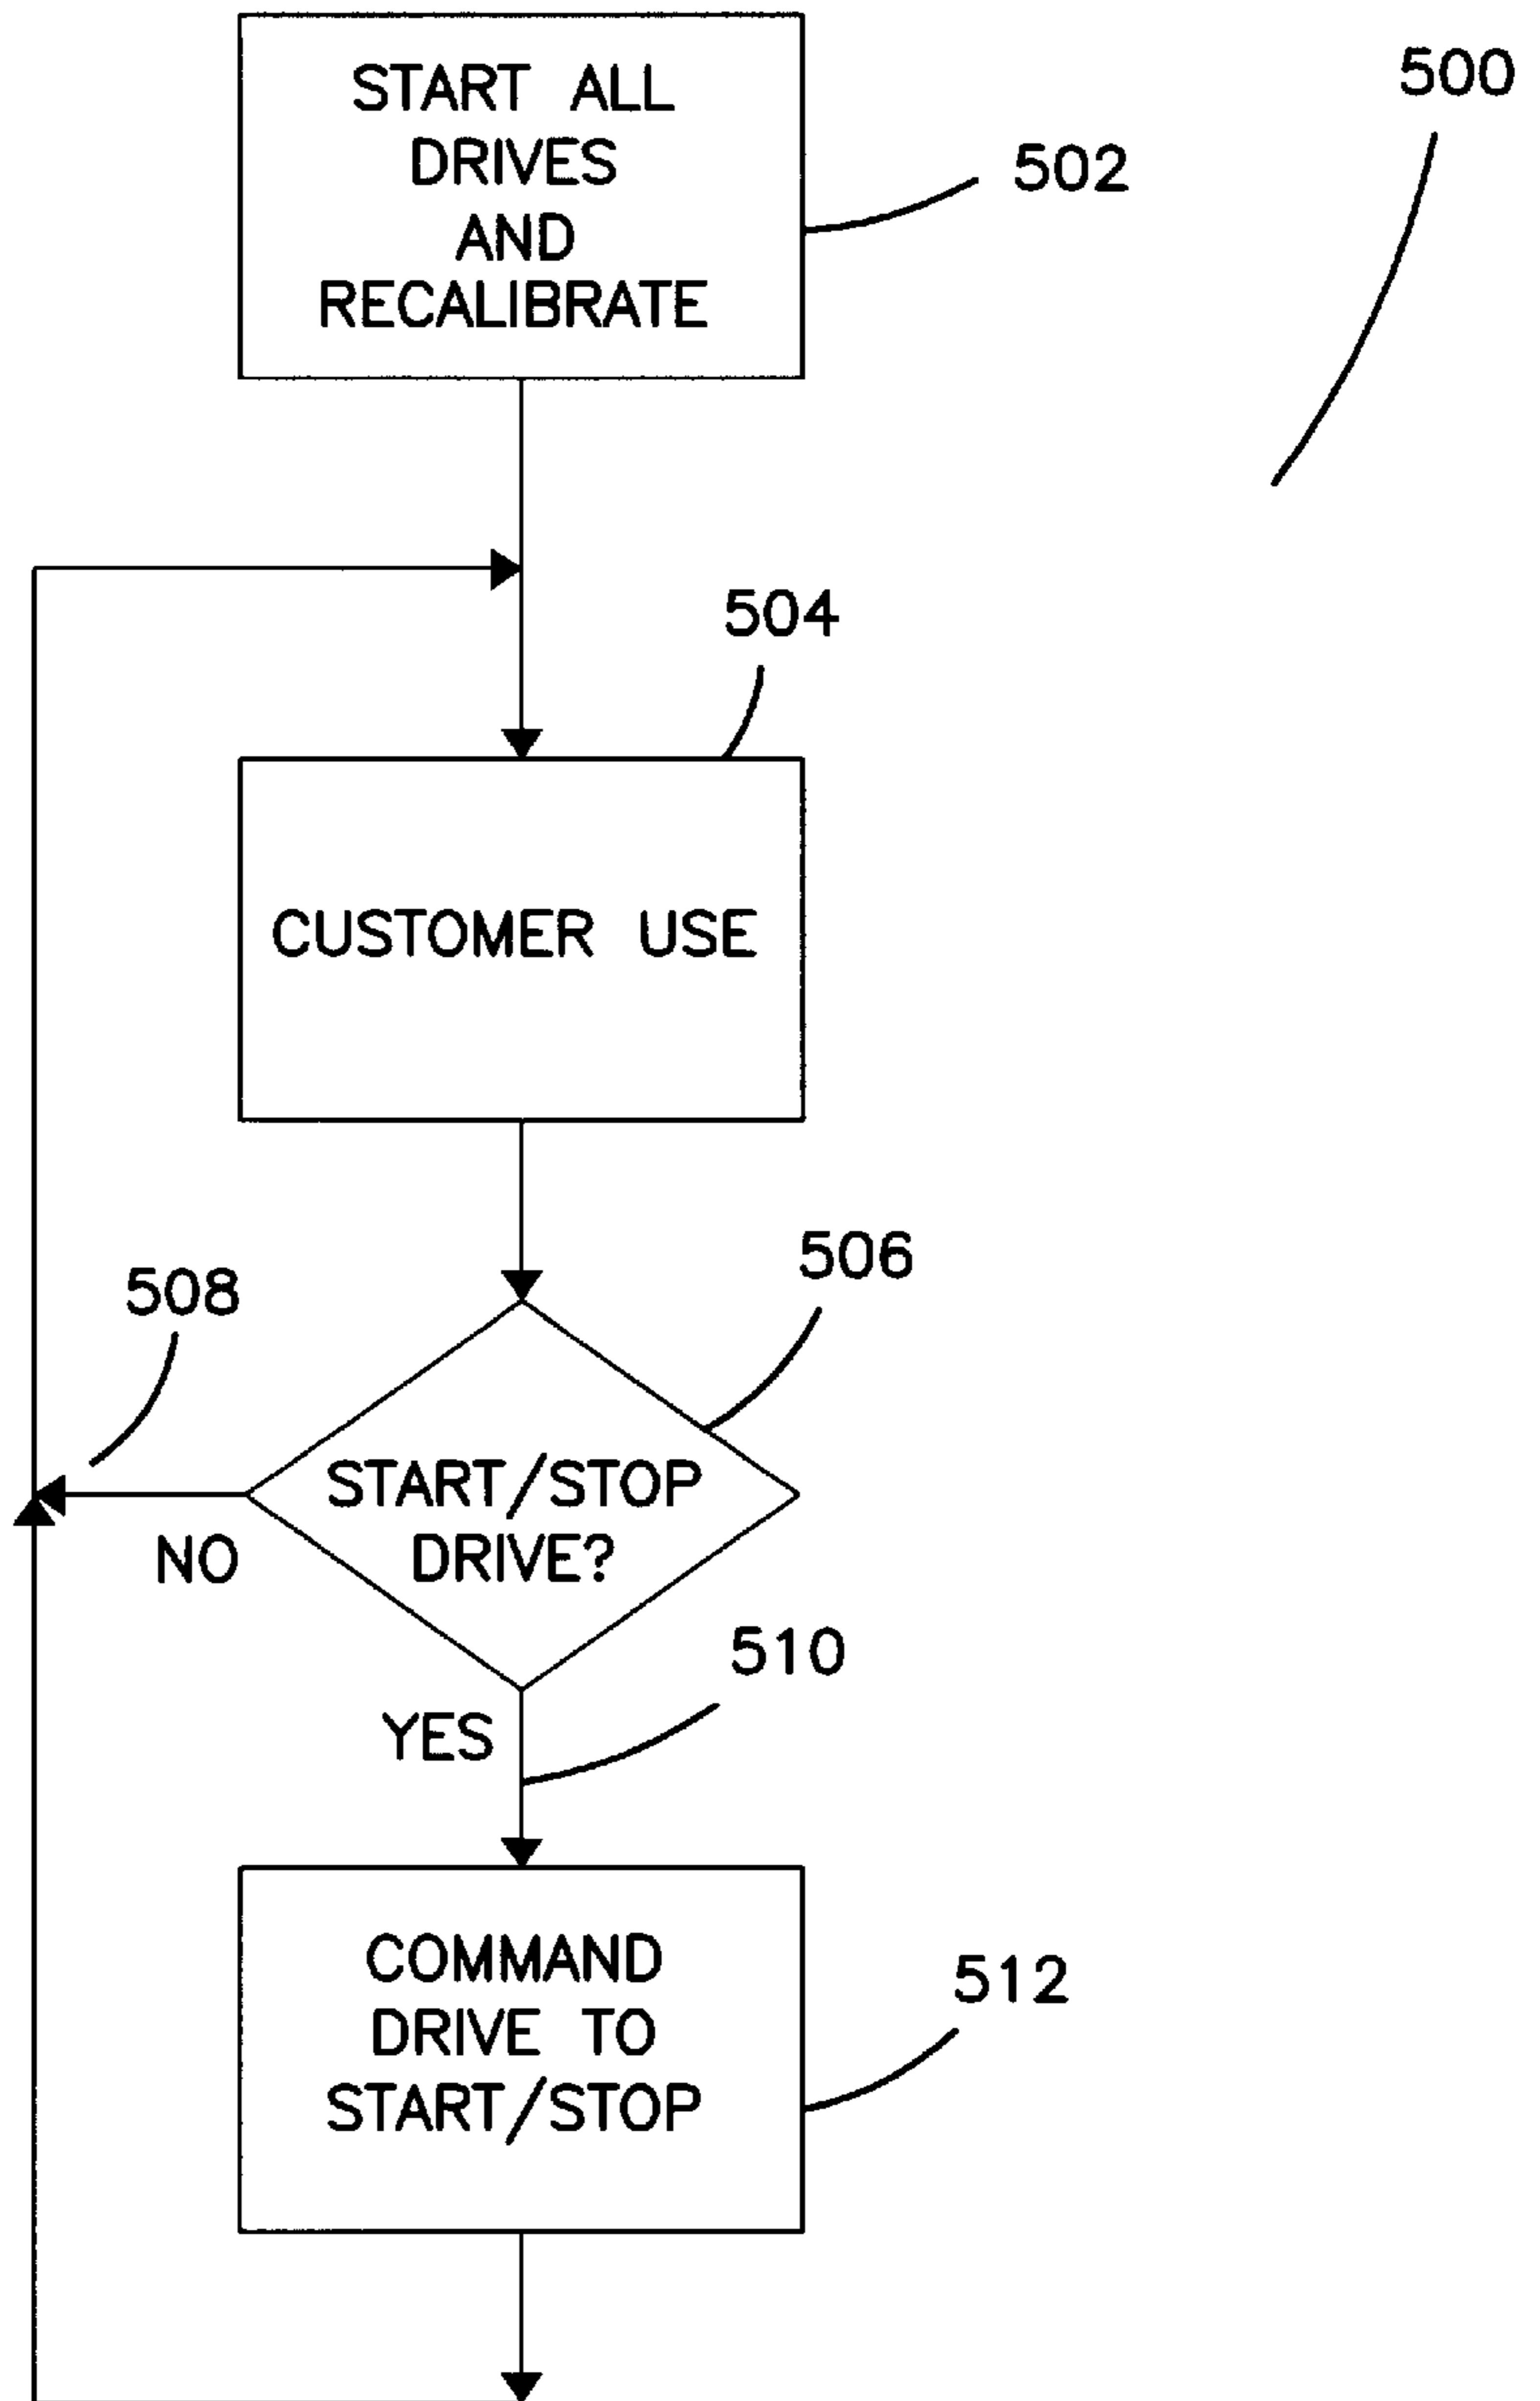 500
START ALL
DRIVES
AND
RECALIBRATE
502
504
CUSTOMER USE
506
508
START/STOP
DRIVE?
NO
510
YES
COMMAND
DRIVE TO
START/STOP
512